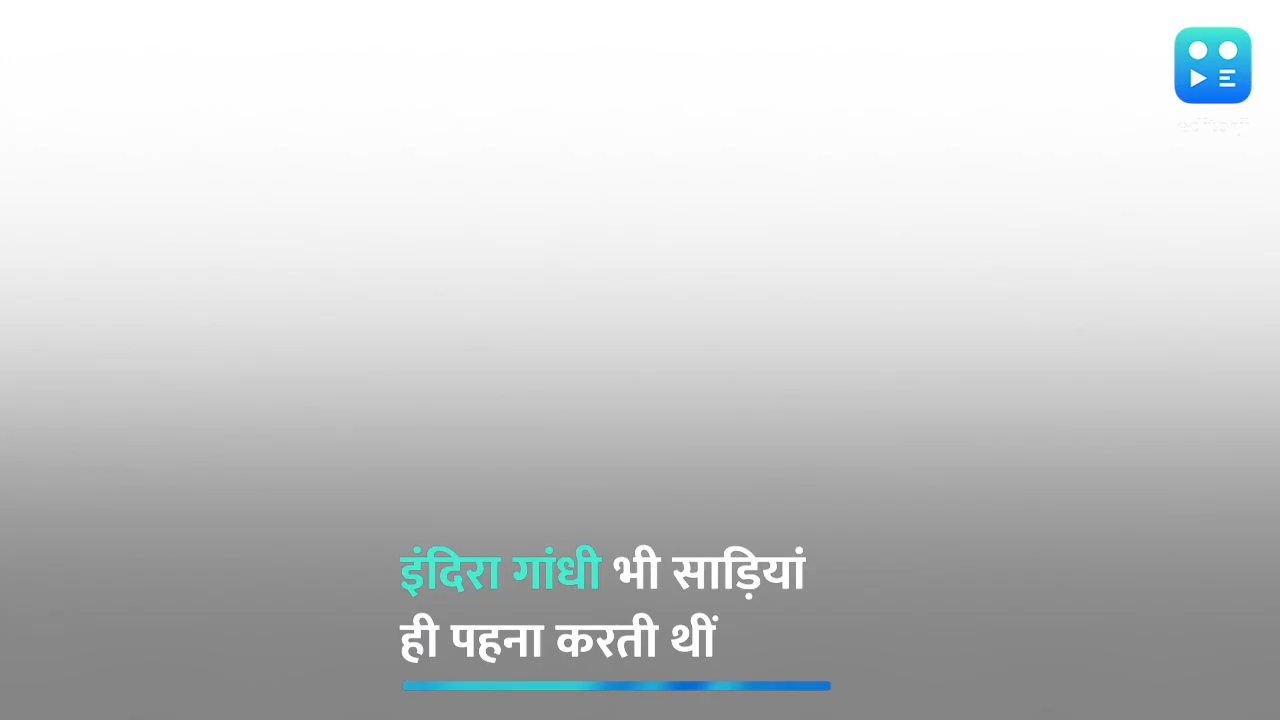 इंदिरा गांधी भी साड़ियां
ही पहना करती थीं